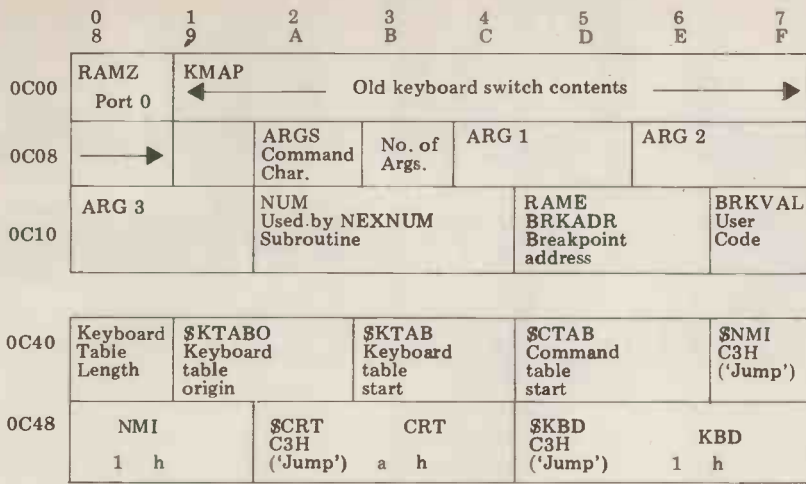 0 1 2 3 4 5 6 7
8 9 A B C D E F
0C00
RAMZ
Port 0
KMAP
Old keyboard switch contents
0C08
ARGS
Command
Char.
No. of
Args.
ARG 1
ARG 2
0C10
ARG 3
NUM
Used by NEXNUM
Subroutine
RAME
BRKADR
Breakpoint
address
BRKVAL
User
Code
0C40
Keyboard
Table
Length
$KTABO
Keyboard
table
origin
$KTAB
Keyboard
table
start
$CTAB
Command
table
start
$NMI
C3H
('Jump')
0C48
NMI
1 h
$CRT
C3H
('Jump')
CRT
a h
$KBD
C3H
('Jump')
KBD
1 h